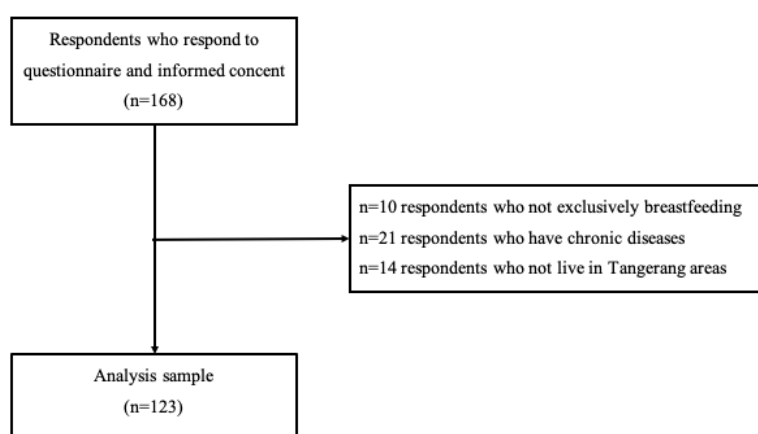 Respondents who respond to
questionnaire and informed concent
(n=168)
n=10 respondents who not exclusively breastfeeding
n=21 respondents who have chronic diseases
n=14 respondents who not live in Tangerang areas
Analysis sample
(n=123)